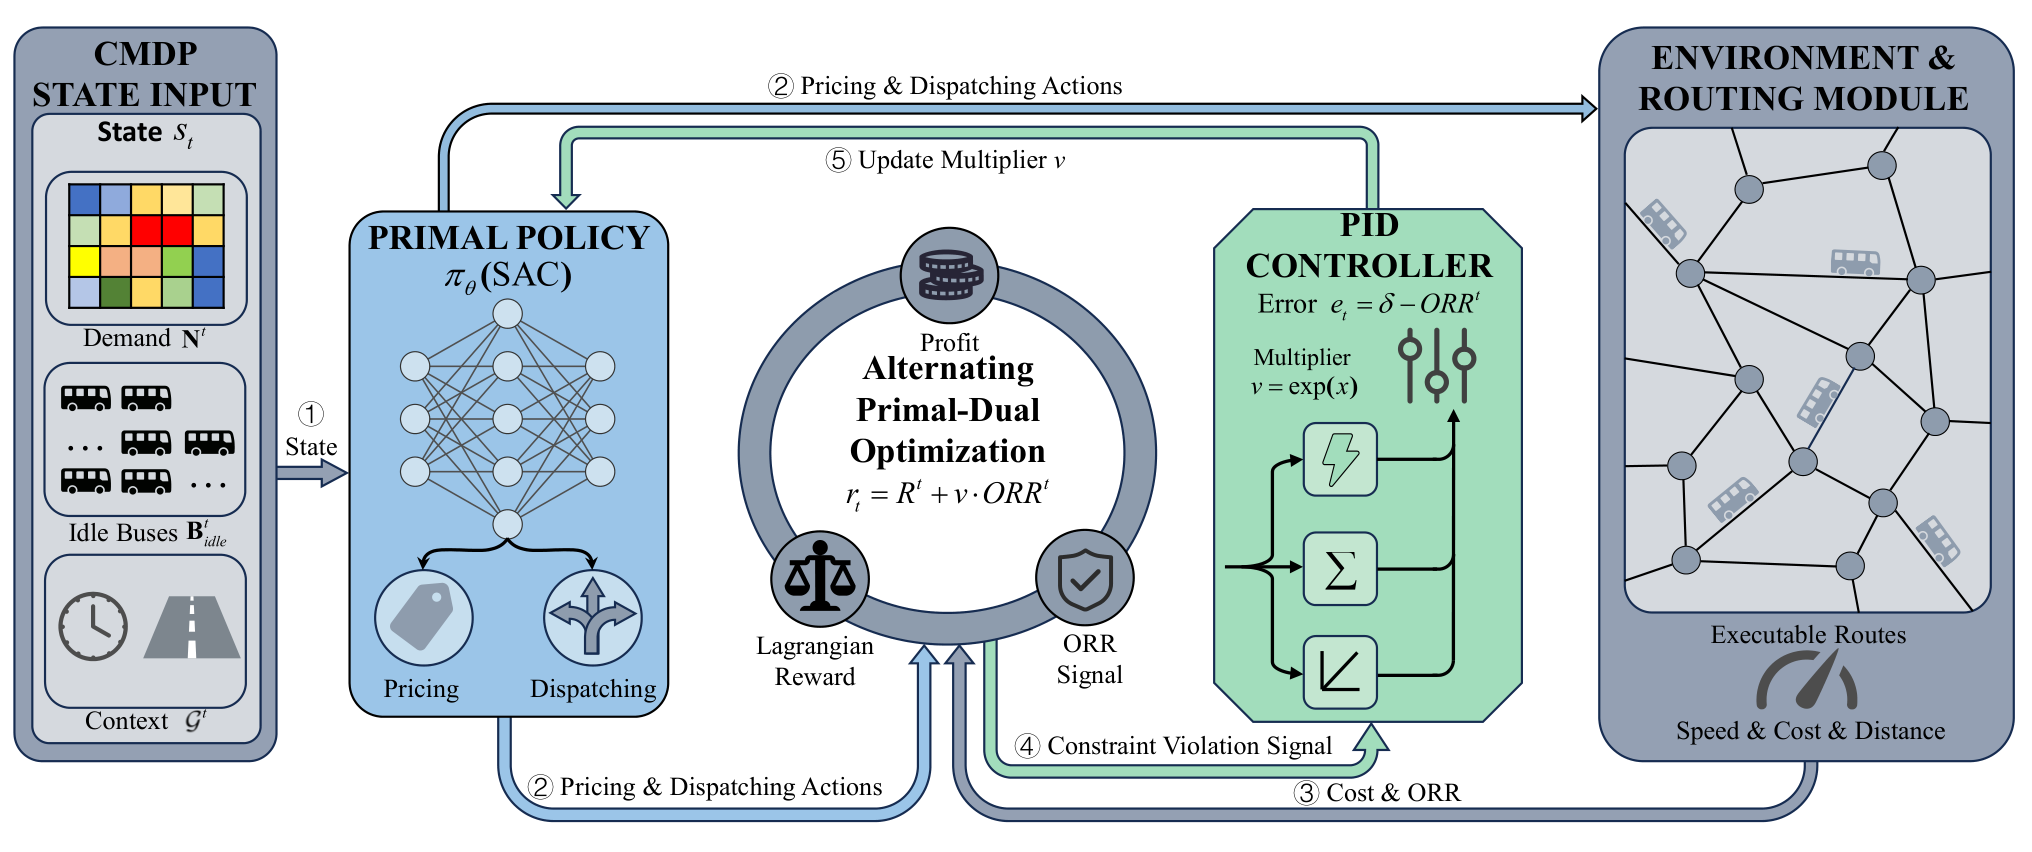 CMDP
STATE INPUT
State S_t
Demand N^t
Idle Buses B^t_idle
Context 𝒢^t
①
State
② Pricing & Dispatching Actions
⑤ Update Multiplier v
PRIMAL POLICY
π_θ (SAC)
Pricing
Dispatching
② Pricing & Dispatching Actions
Profit
Alternating
Primal-Dual
Optimization
r_t = R^t + v · ORR^t
Lagrangian
Reward
ORR
Signal
④ Constraint Violation Signal
③ Cost & ORR
PID
CONTROLLER
Error e_t = δ − ORR^t
Multiplier
v = exp(x)
Σ
ENVIRONMENT &
ROUTING MODULE
Executable Routes
Speed & Cost & Distance